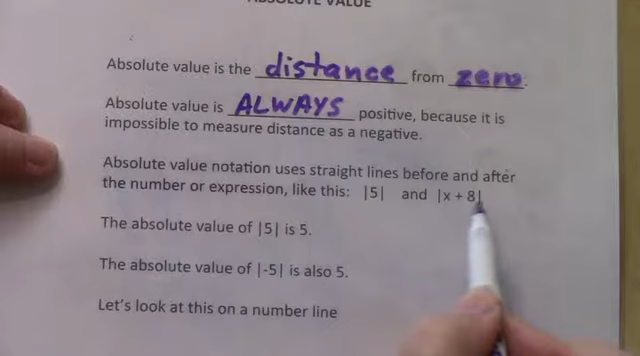 ABSOLUTE VALUE
Absolute value is the distance from zero.
Absolute value is ALWAYS positive, because it is
impossible to measure distance as a negative.
Absolute value notation uses straight lines before and after
the number or expression, like this: |5| and |x + 8|
The absolute value of |5| is 5.
The absolute value of |-5| is also 5.
Let's look at this on a number line